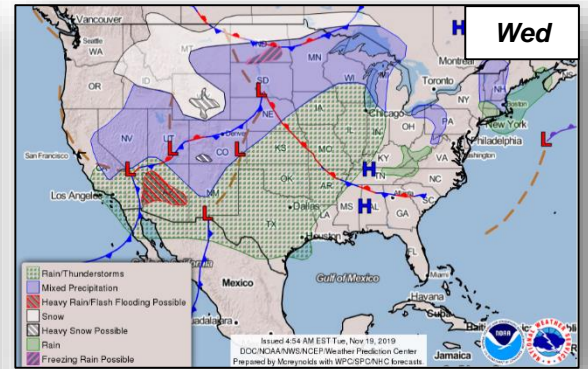 Wed
Vancouver
Seattle
WA
MT
ND
MN
Montreal
H
OR
ID
SD
WI
Toronto
NH
L
NY
Boston
NV
UT
NE
IA
Chicago
PA
New York
L
Denver
IL
IN
OH
Philadelphia
L
San Francisco
L
CO
KS
MO
H
KY
VA
Washington
CA
L
TN
NC
Los Angeles
NM
OK
AR
SC
L
Dallas
MS
H
AL
GA
TX
LA
Houston
FL
Mexico
Gulf of Mexico
Miami
Havana
Cuba
Jamaica
Rain/Thunderstorms
Mixed Precipitation
Heavy Rain/Flash Flooding Possible
Snow
Heavy Snow Possible
Rain
Freezing Rain Possible
Issued 4:54 AM EST Tue, Nov 19, 2019
DOC/NOAA/NWS/NCEP/Weather Prediction Center
Prepared by Moreynolds with WPC/SPC/NHC forecasts.
NOAA